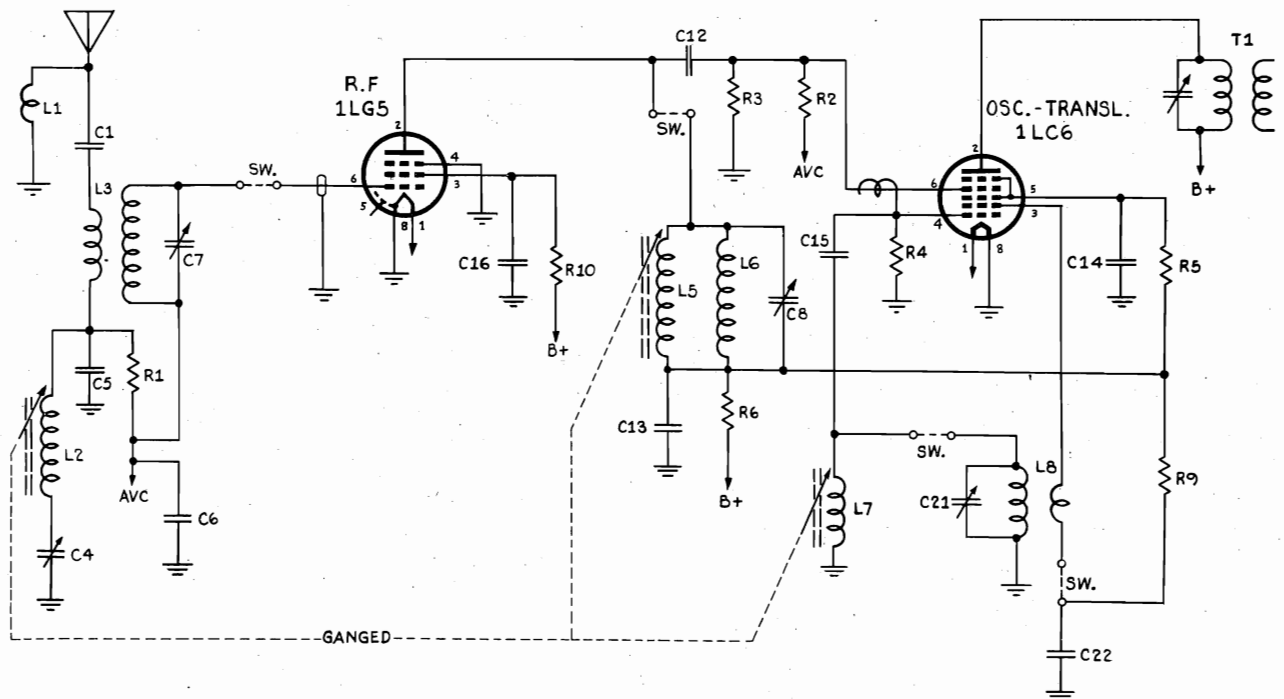 T1
C12
R.F
1LG5
L1
R3
R2
C1
SW.
OSC.-TRANSL.
1LC6
2
4
3
6
5
8
1
AVC
2
L3
SW.
B+
6
5
3
4
1
8
C7
C15
R4
C16
R10
L5
L6
C8
C14
R5
B+
C5
R1
C13
R6
L2
SW.
L8
R9
AVC
B+
L7
C21
C6
C4
SW.
GANGED
C22